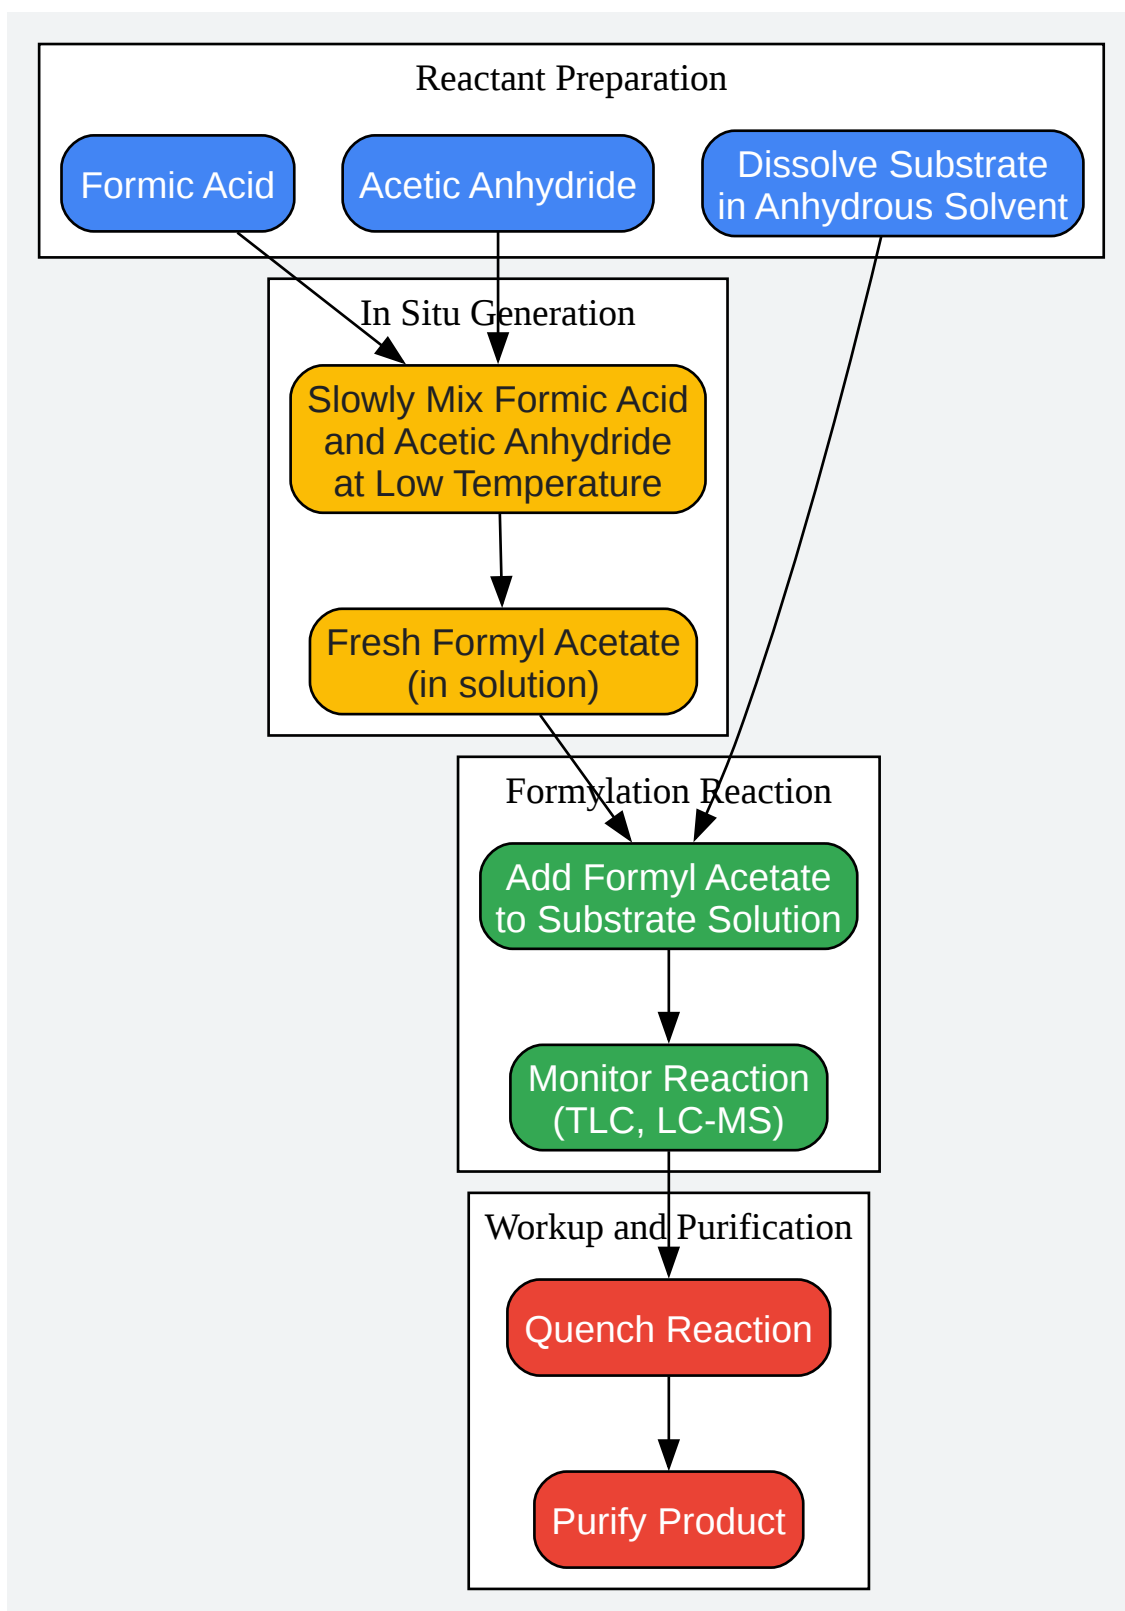 Reactant Preparation
Formic Acid
Acetic Anhydride
Dissolve Substrate
in Anhydrous Solvent
In Situ Generation
Slowly Mix Formic Acid
and Acetic Anhydride
at Low Temperature
Fresh Formyl Acetate
(in solution)
Formylation Reaction
Add Formyl Acetate
to Substrate Solution
Monitor Reaction
(TLC, LC-MS)
Workup and Purification
Quench Reaction
Purify Product